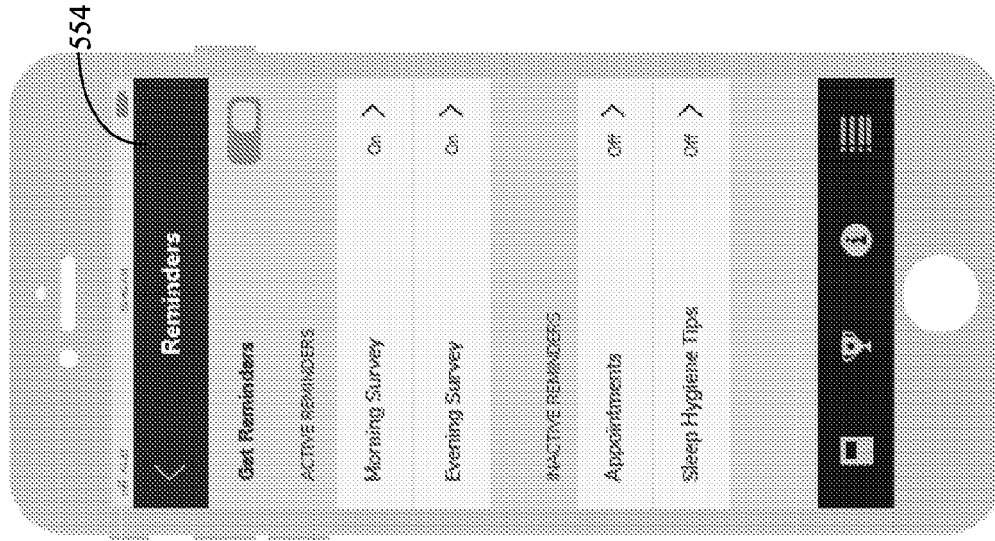 554
Reminders
Get Reminders
ACTIVE REMINDERS
Morning Survey On
Evening Survey On
INACTIVE REMINDERS
Appointments Off
Sleep Hygiene Tips Off